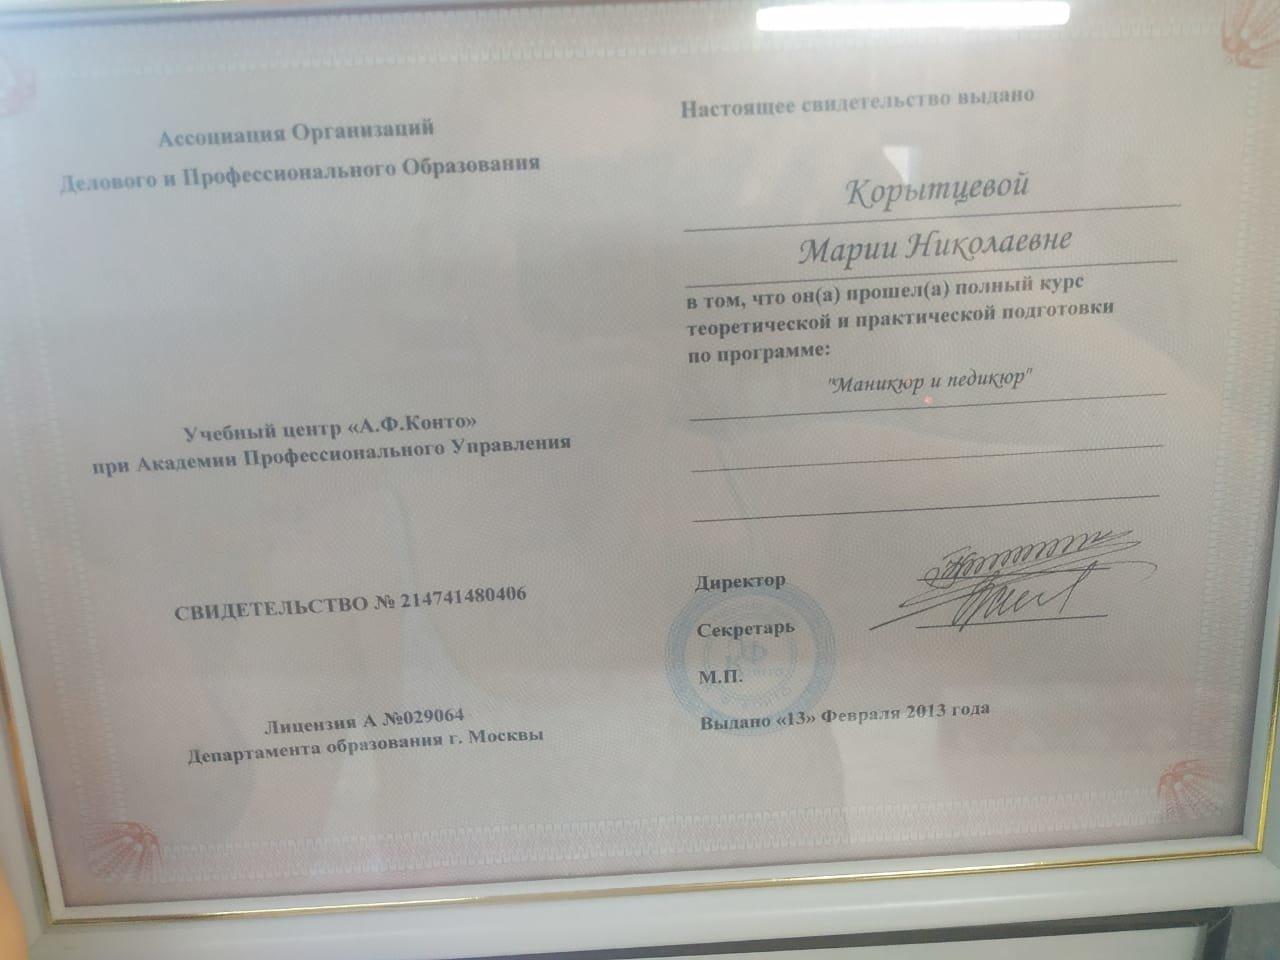 Ассоциация Организаций
Делового и Профессионального Образования
Учебный центр «А.Ф.Конто»
при Академии Профессионального Управления
СВИДЕТЕЛЬСТВО № 214741480406
Лицензия А №029064
Департамента образования г. Москвы
Настоящее свидетельство выдано
Корытцевой
Марии Николаевне
в том, что он(а) прошел(а) полный курс
теоретической и практической подготовки
по программе:
"Маникюр и педикюр"
Директор
Секретарь
М.П.
Выдано «13» Февраля 2013 года